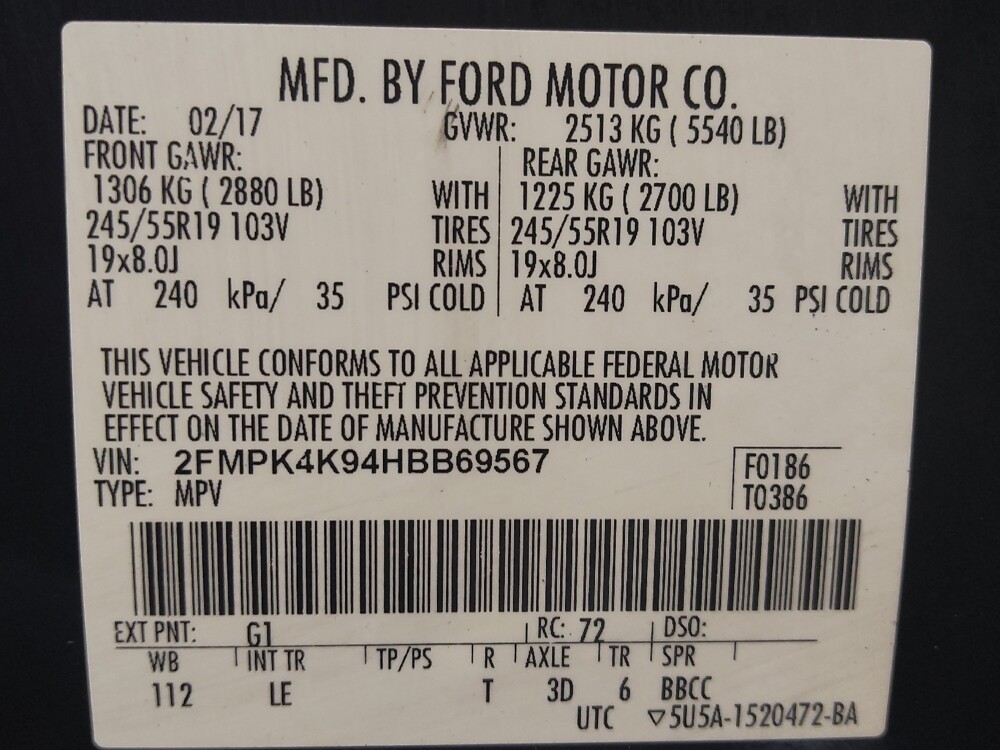 MFD. BY FORD MOTOR CO.
DATE: 02/17 GVWR: 2513 KG ( 5540 LB)
FRONT GAWR: REAR GAWR:
1306 KG ( 2880 LB) WITH 1225 KG ( 2700 LB) WITH
245/55R19 103V TIRES 245/55R19 103V TIRES
19x8.0J RIMS 19x8.0J RIMS
AT 240 kPa/ 35 PSI COLD AT 240 kPa/ 35 PSI COLD
THIS VEHICLE CONFORMS TO ALL APPLICABLE FEDERAL MOTOR
VEHICLE SAFETY AND THEFT PREVENTION STANDARDS IN
EFFECT ON THE DATE OF MANUFACTURE SHOWN ABOVE.
VIN: 2FMPK4K94HBB69567 F0186
TYPE: MPV T0386
EXT PNT: G1 RC: 72 DSO:
WB INT TR TP/PS R AXLE TR SPR
112 LE T 3D 6 BBCC
UTC ▽5U5A-1520472-BA